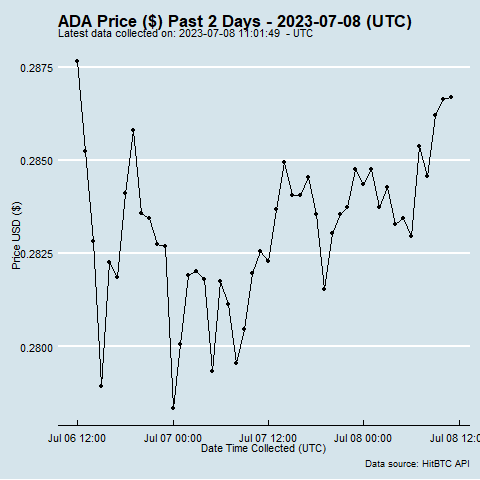 ADA Price ($) Past 2 Days - 2023-07-08 (UTC)
Latest data collected on: 2023-07-08 11:01:49 - UTC
0.2875
0.2850
0.2825
0.2800
Price USD ($)
Jul 06 12:00 Jul 07 00:00 Jul 07 12:00 Jul 08 00:00 Jul 08 12:00
Date Time Collected (UTC)
Data source: HitBTC API